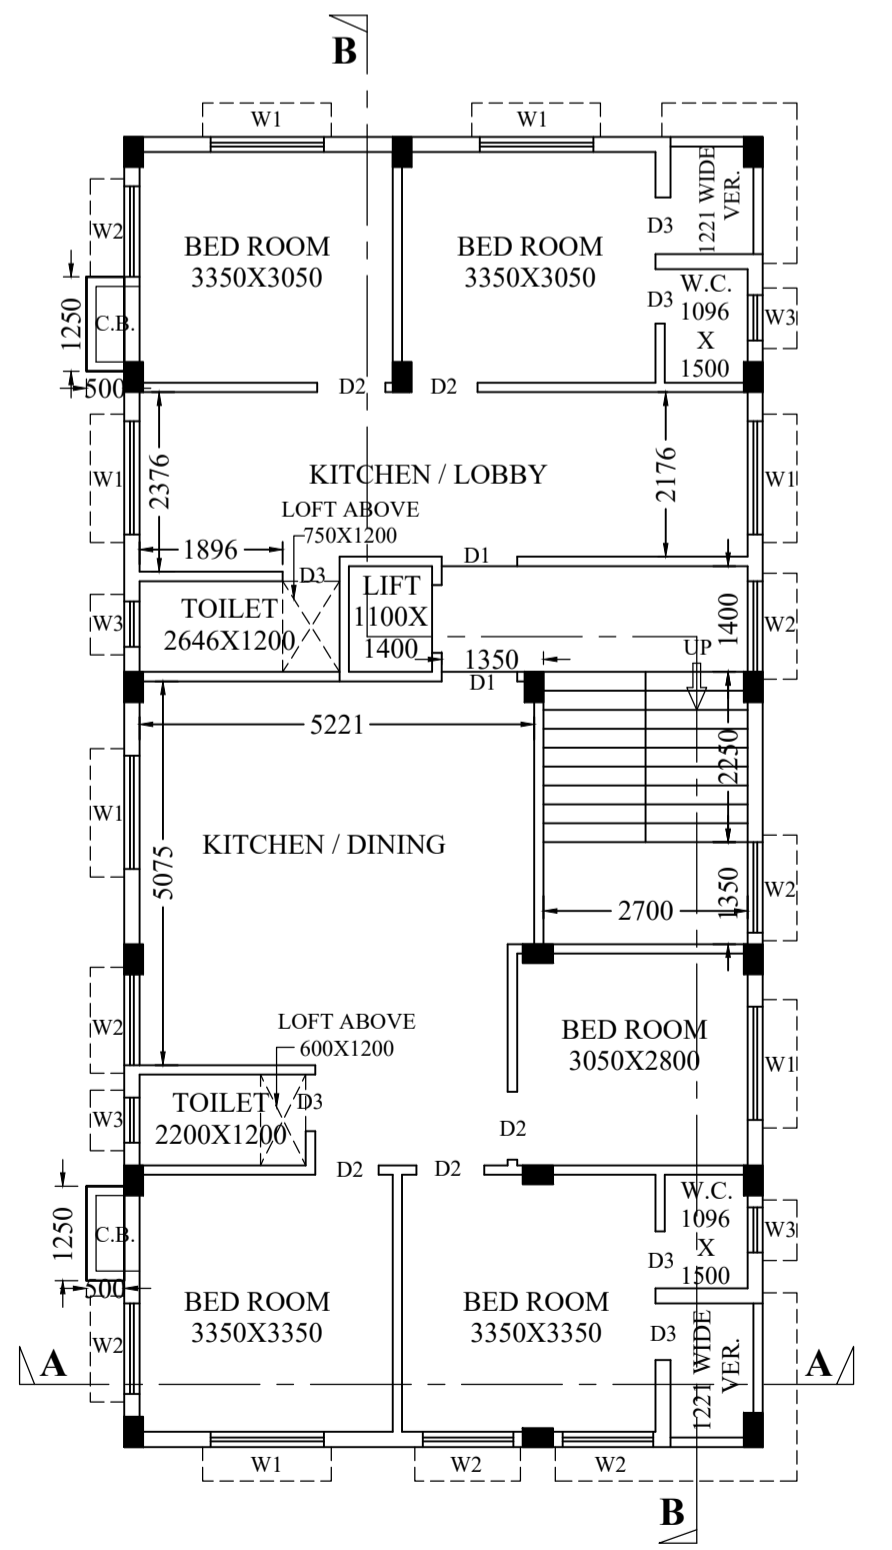 B
W1
W1
W2
BED ROOM
3350X3050
BED ROOM
3350X3050
D3
1221 WIDE
VER.
1250
C.B.
D3
W.C.
1096
X
1500
W3
500
D2
D2
W1
2376
KITCHEN / LOBBY
2176
W1
LOFT ABOVE
750X1200
1896
D3
D1
W3
TOILET
2646X1200
LIFT
1100X
1400
1400
W2
1350
D1
UP
5221
2250
W1
KITCHEN / DINING
5075
1350
W2
2700
W2
LOFT ABOVE
600X1200
BED ROOM
3050X2800
W1
W3
TOILET
2200X1200
D3
D2
D2
D2
1250
C.B.
W.C.
1096
X
1500
W3
D3
500
BED ROOM
3350X3350
BED ROOM
3350X3350
D3
1221 WIDE
VER.
W2
A
A
W1
W2
W2
B